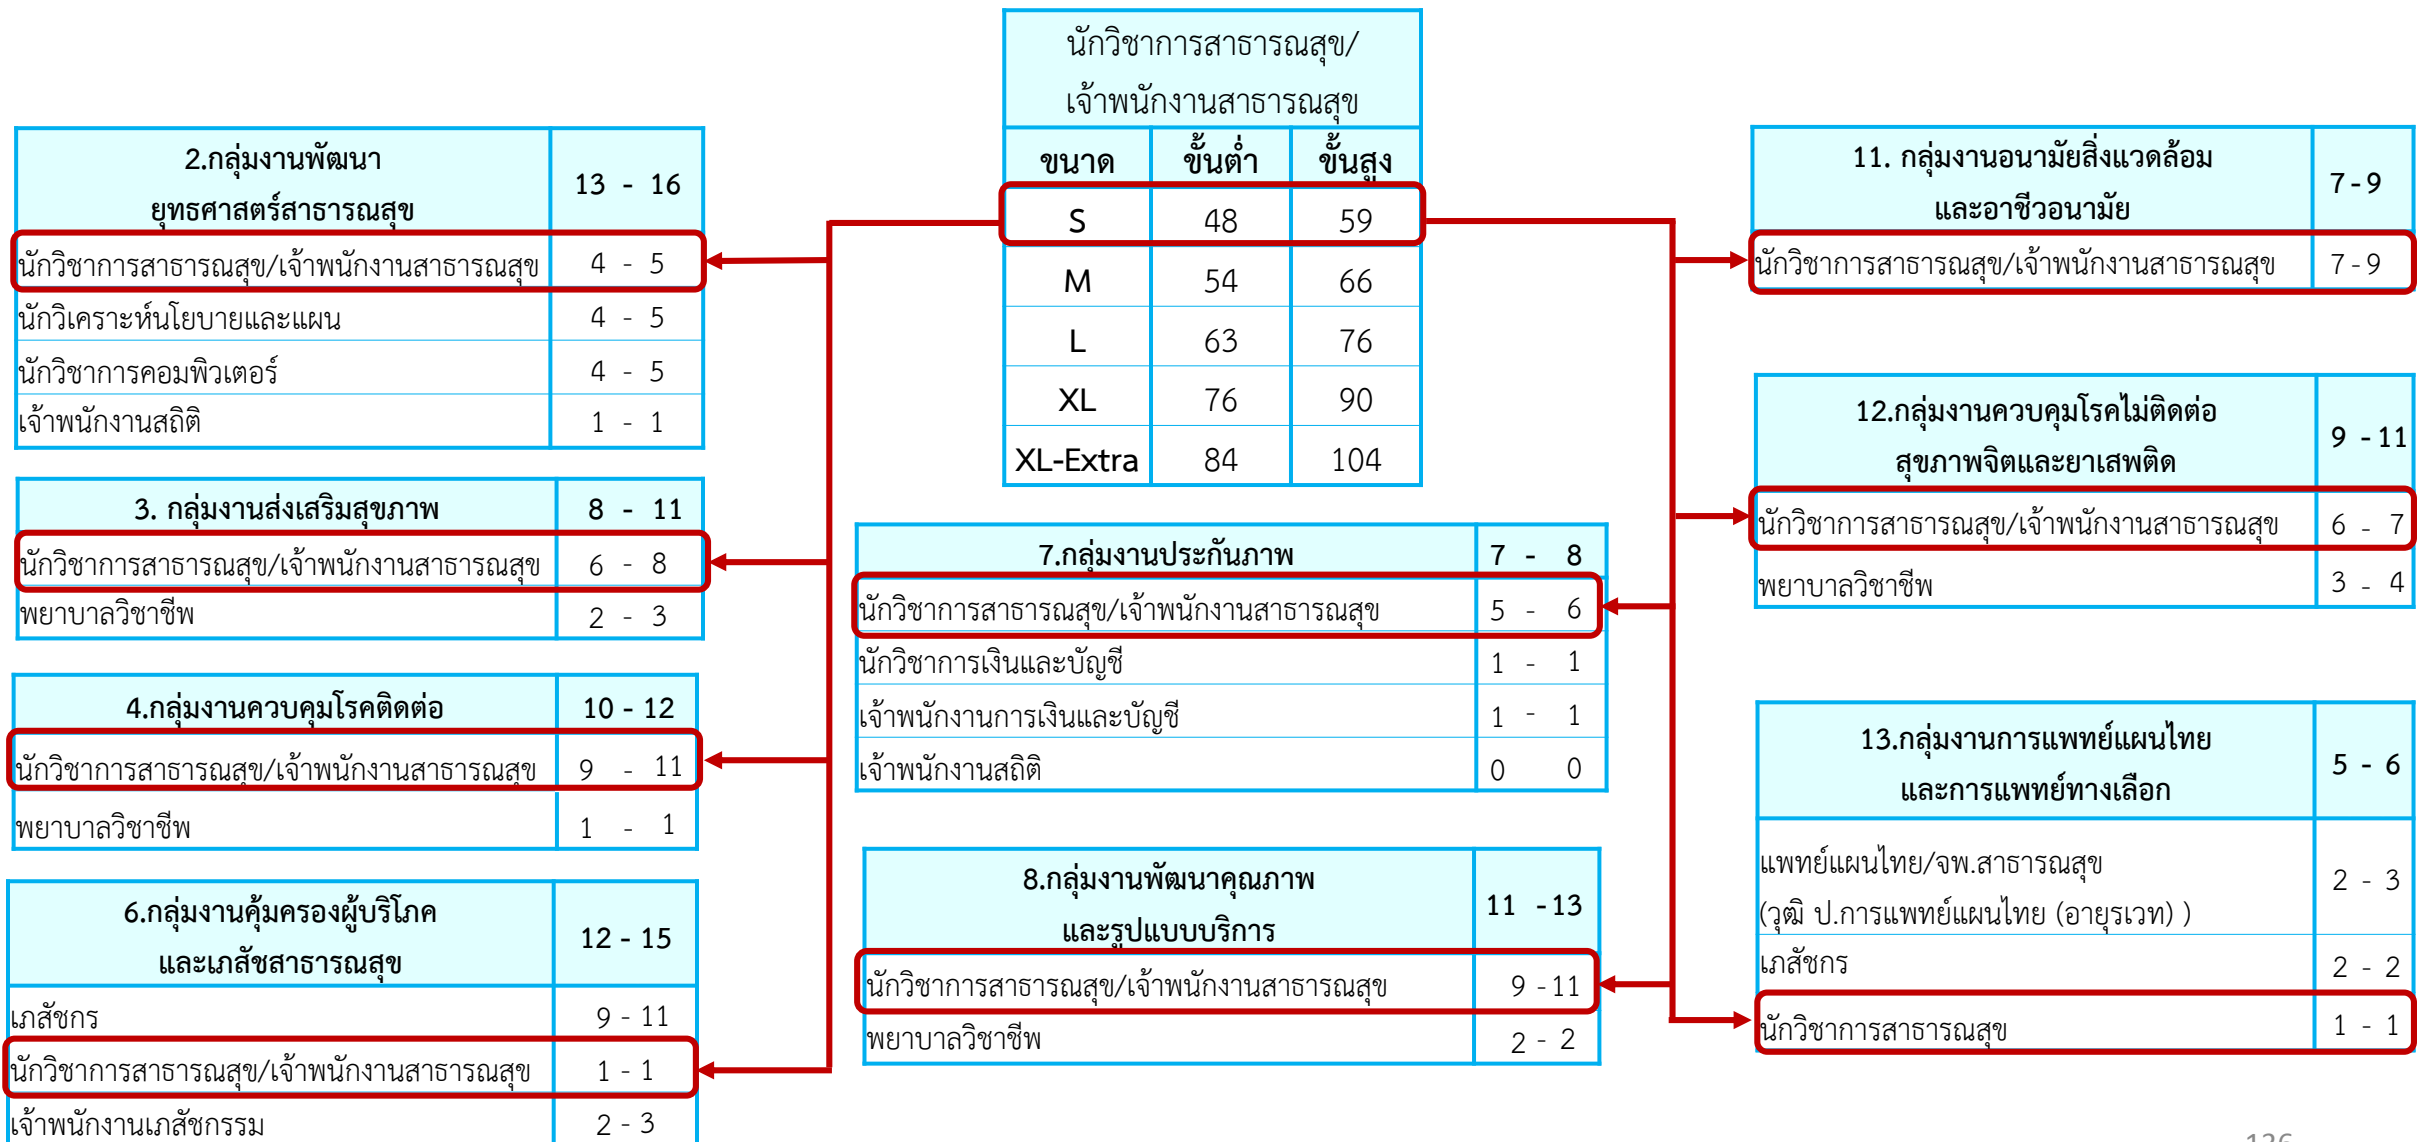 นักวิชาการสาธารณสุข/
เจ้าพนักงานสาธารณสุข
ขนาด ขั้นต่ำ ขั้นสูง
S 48 59
M 54 66
L 63 76
XL 76 90
XL-Extra 84 104
2.กลุ่มงานพัฒนา
ยุทธศาสตร์สาธารณสุข
13 - 16
นักวิชาการสาธารณสุข/เจ้าพนักงานสาธารณสุข 4 - 5
นักวิเคราะห์นโยบายและแผน 4 - 5
นักวิชาการคอมพิวเตอร์ 4 - 5
เจ้าพนักงานสถิติ 1 - 1
3. กลุ่มงานส่งเสริมสุขภาพ 8 - 11
นักวิชาการสาธารณสุข/เจ้าพนักงานสาธารณสุข 6 - 8
พยาบาลวิชาชีพ 2 - 3
4.กลุ่มงานควบคุมโรคติดต่อ 10 - 12
นักวิชาการสาธารณสุข/เจ้าพนักงานสาธารณสุข 9 - 11
พยาบาลวิชาชีพ 1 - 1
6.กลุ่มงานคุ้มครองผู้บริโภค
และเภสัชสาธารณสุข
12 - 15
เภสัชกร 9 - 11
นักวิชาการสาธารณสุข/เจ้าพนักงานสาธารณสุข 1 - 1
เจ้าพนักงานเภสัชกรรม 2 - 3
7.กลุ่มงานประกันภาพ 7 - 8
นักวิชาการสาธารณสุข/เจ้าพนักงานสาธารณสุข 5 - 6
นักวิชาการเงินและบัญชี 1 - 1
เจ้าพนักงานการเงินและบัญชี 1 - 1
เจ้าพนักงานสถิติ 0 0
8.กลุ่มงานพัฒนาคุณภาพ
และรูปแบบบริการ
11 -13
นักวิชาการสาธารณสุข/เจ้าพนักงานสาธารณสุข 9 -11
พยาบาลวิชาชีพ 2 - 2
11. กลุ่มงานอนามัยสิ่งแวดล้อม
และอาชีวอนามัย
7-9
นักวิชาการสาธารณสุข/เจ้าพนักงานสาธารณสุข 7-9
12.กลุ่มงานควบคุมโรคไม่ติดต่อ
สุขภาพจิตและยาเสพติด
9 -11
นักวิชาการสาธารณสุข/เจ้าพนักงานสาธารณสุข 6 - 7
พยาบาลวิชาชีพ 3 - 4
13.กลุ่มงานการแพทย์แผนไทย
และการแพทย์ทางเลือก
5 - 6
แพทย์แผนไทย/จพ.สาธารณสุข
(วุฒิ ป.การแพทย์แผนไทย (อายุรเวท) )
2 - 3
เภสัชกร 2 - 2
นักวิชาการสาธารณสุข 1 - 1